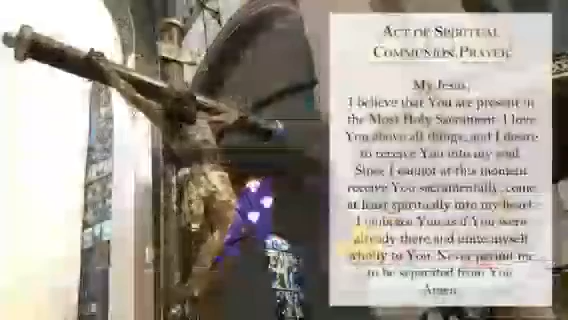 ACT OF SPIRITUAL
COMMUNION PRAYER
My Jesus,
I believe that You are present in
the Most Holy Sacrament. I love
You above all things, and I desire
to receive You into my soul.
Since I cannot at this moment
receive You sacramentally, come
at least spiritually into my heart.
I embrace You as if You were
already there and unite myself
wholly to You. Never permit me
to be separated from You.
Amen